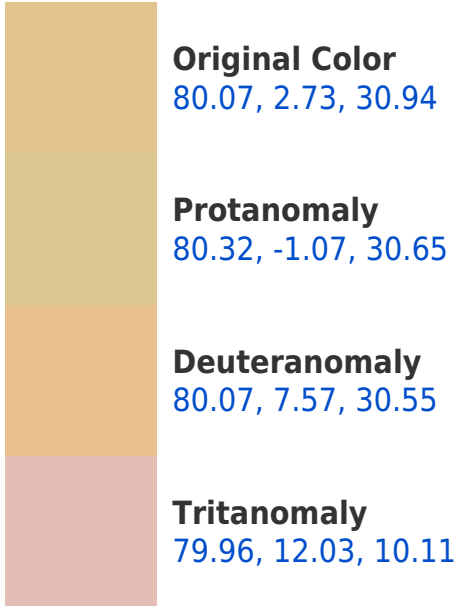 Original Color
80.07, 2.73, 30.94
Protanomaly
80.32, -1.07, 30.65
Deuteranomaly
80.07, 7.57, 30.55
Tritanomaly
79.96, 12.03, 10.11